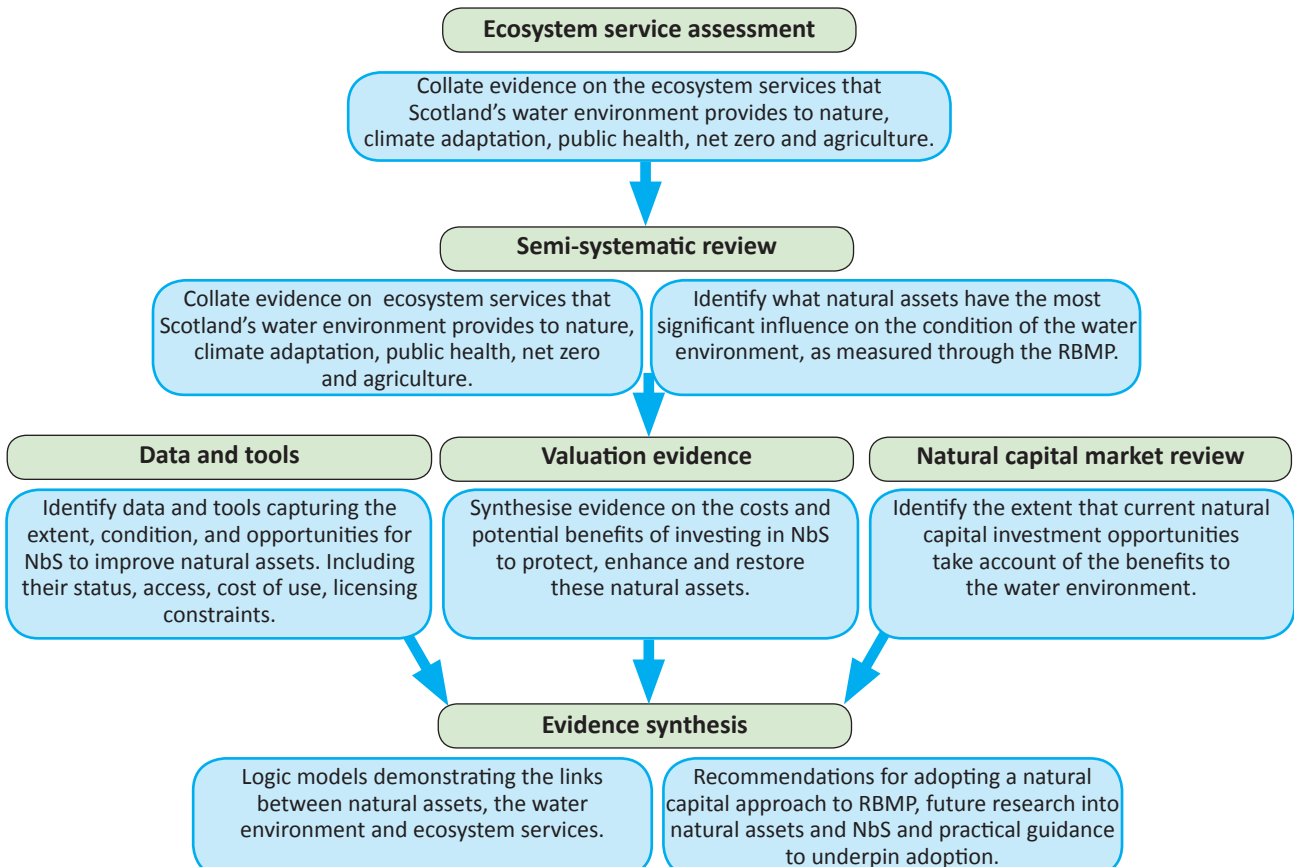 Ecosystem service assessment
Collate evidence on the ecosystem services that
Scotland's water environment provides to nature,
climate adaptation, public health, net zero and agriculture.
Semi-systematic review
Collate evidence on ecosystem services that
Scotland's water environment provides to nature,
climate adaptation, public health, net zero
and agriculture.
Identify what natural assets have the most
significant influence on the condition of the water
environment, as measured through the RBMP.
Data and tools
Identify data and tools capturing the
extent, condition, and opportunities for
NbS to improve natural assets. Including
their status, access, cost of use, licensing
constraints.
Valuation evidence
Synthesise evidence on the costs and
potential benefits of investing in NbS
to protect, enhance and restore
these natural assets.
Natural capital market review
Identify the extent that current natural
capital investment opportunities
take account of the benefits to
the water environment.
Evidence synthesis
Logic models demonstrating the links
between natural assets, the water
environment and ecosystem services.
Recommendations for adopting a natural
capital approach to RBMP, future research into
natural assets and NbS and practical guidance
to underpin adoption.